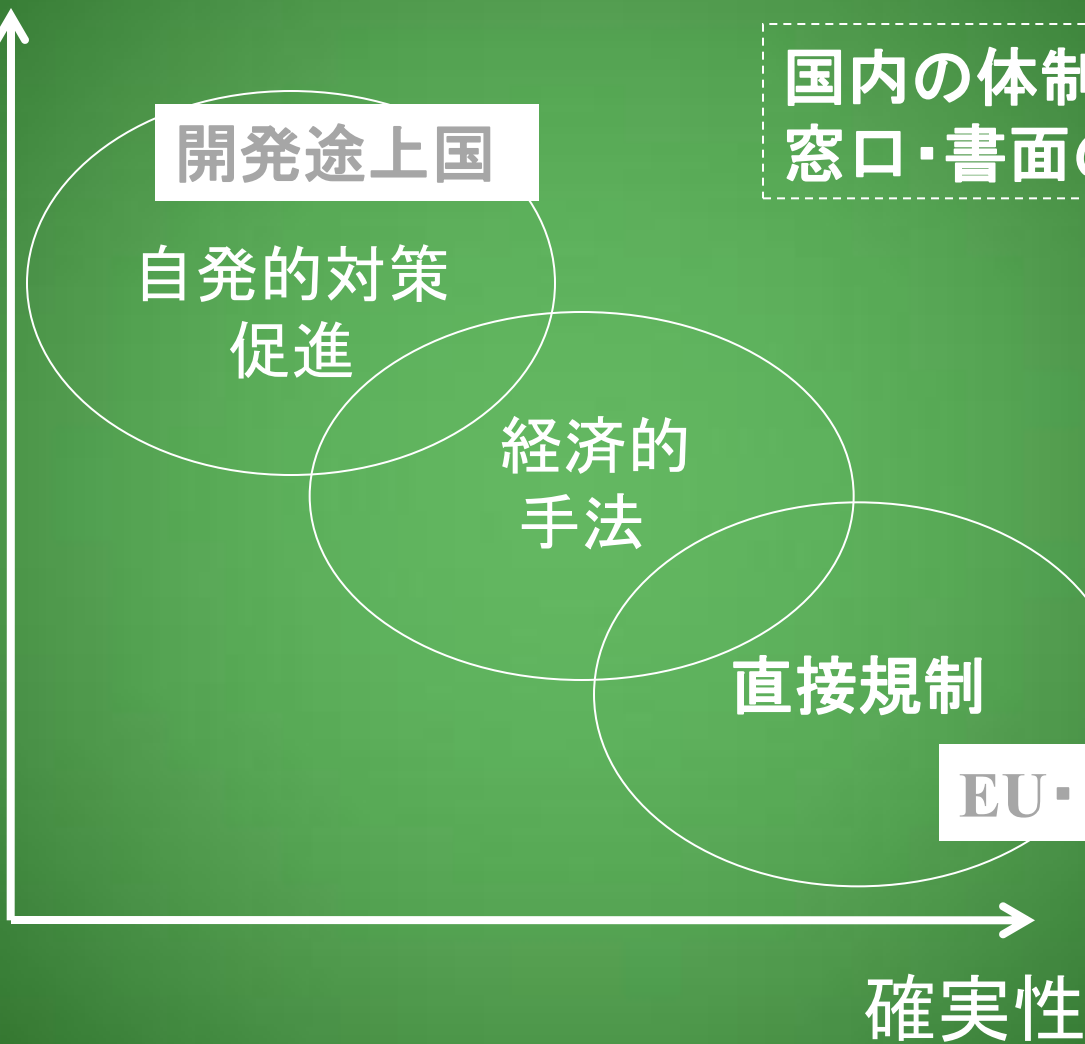 国内の体制
窓口・書面の
開発途上国
自発的対策
促進
経済的
手法
直接規制
EU・
確実性